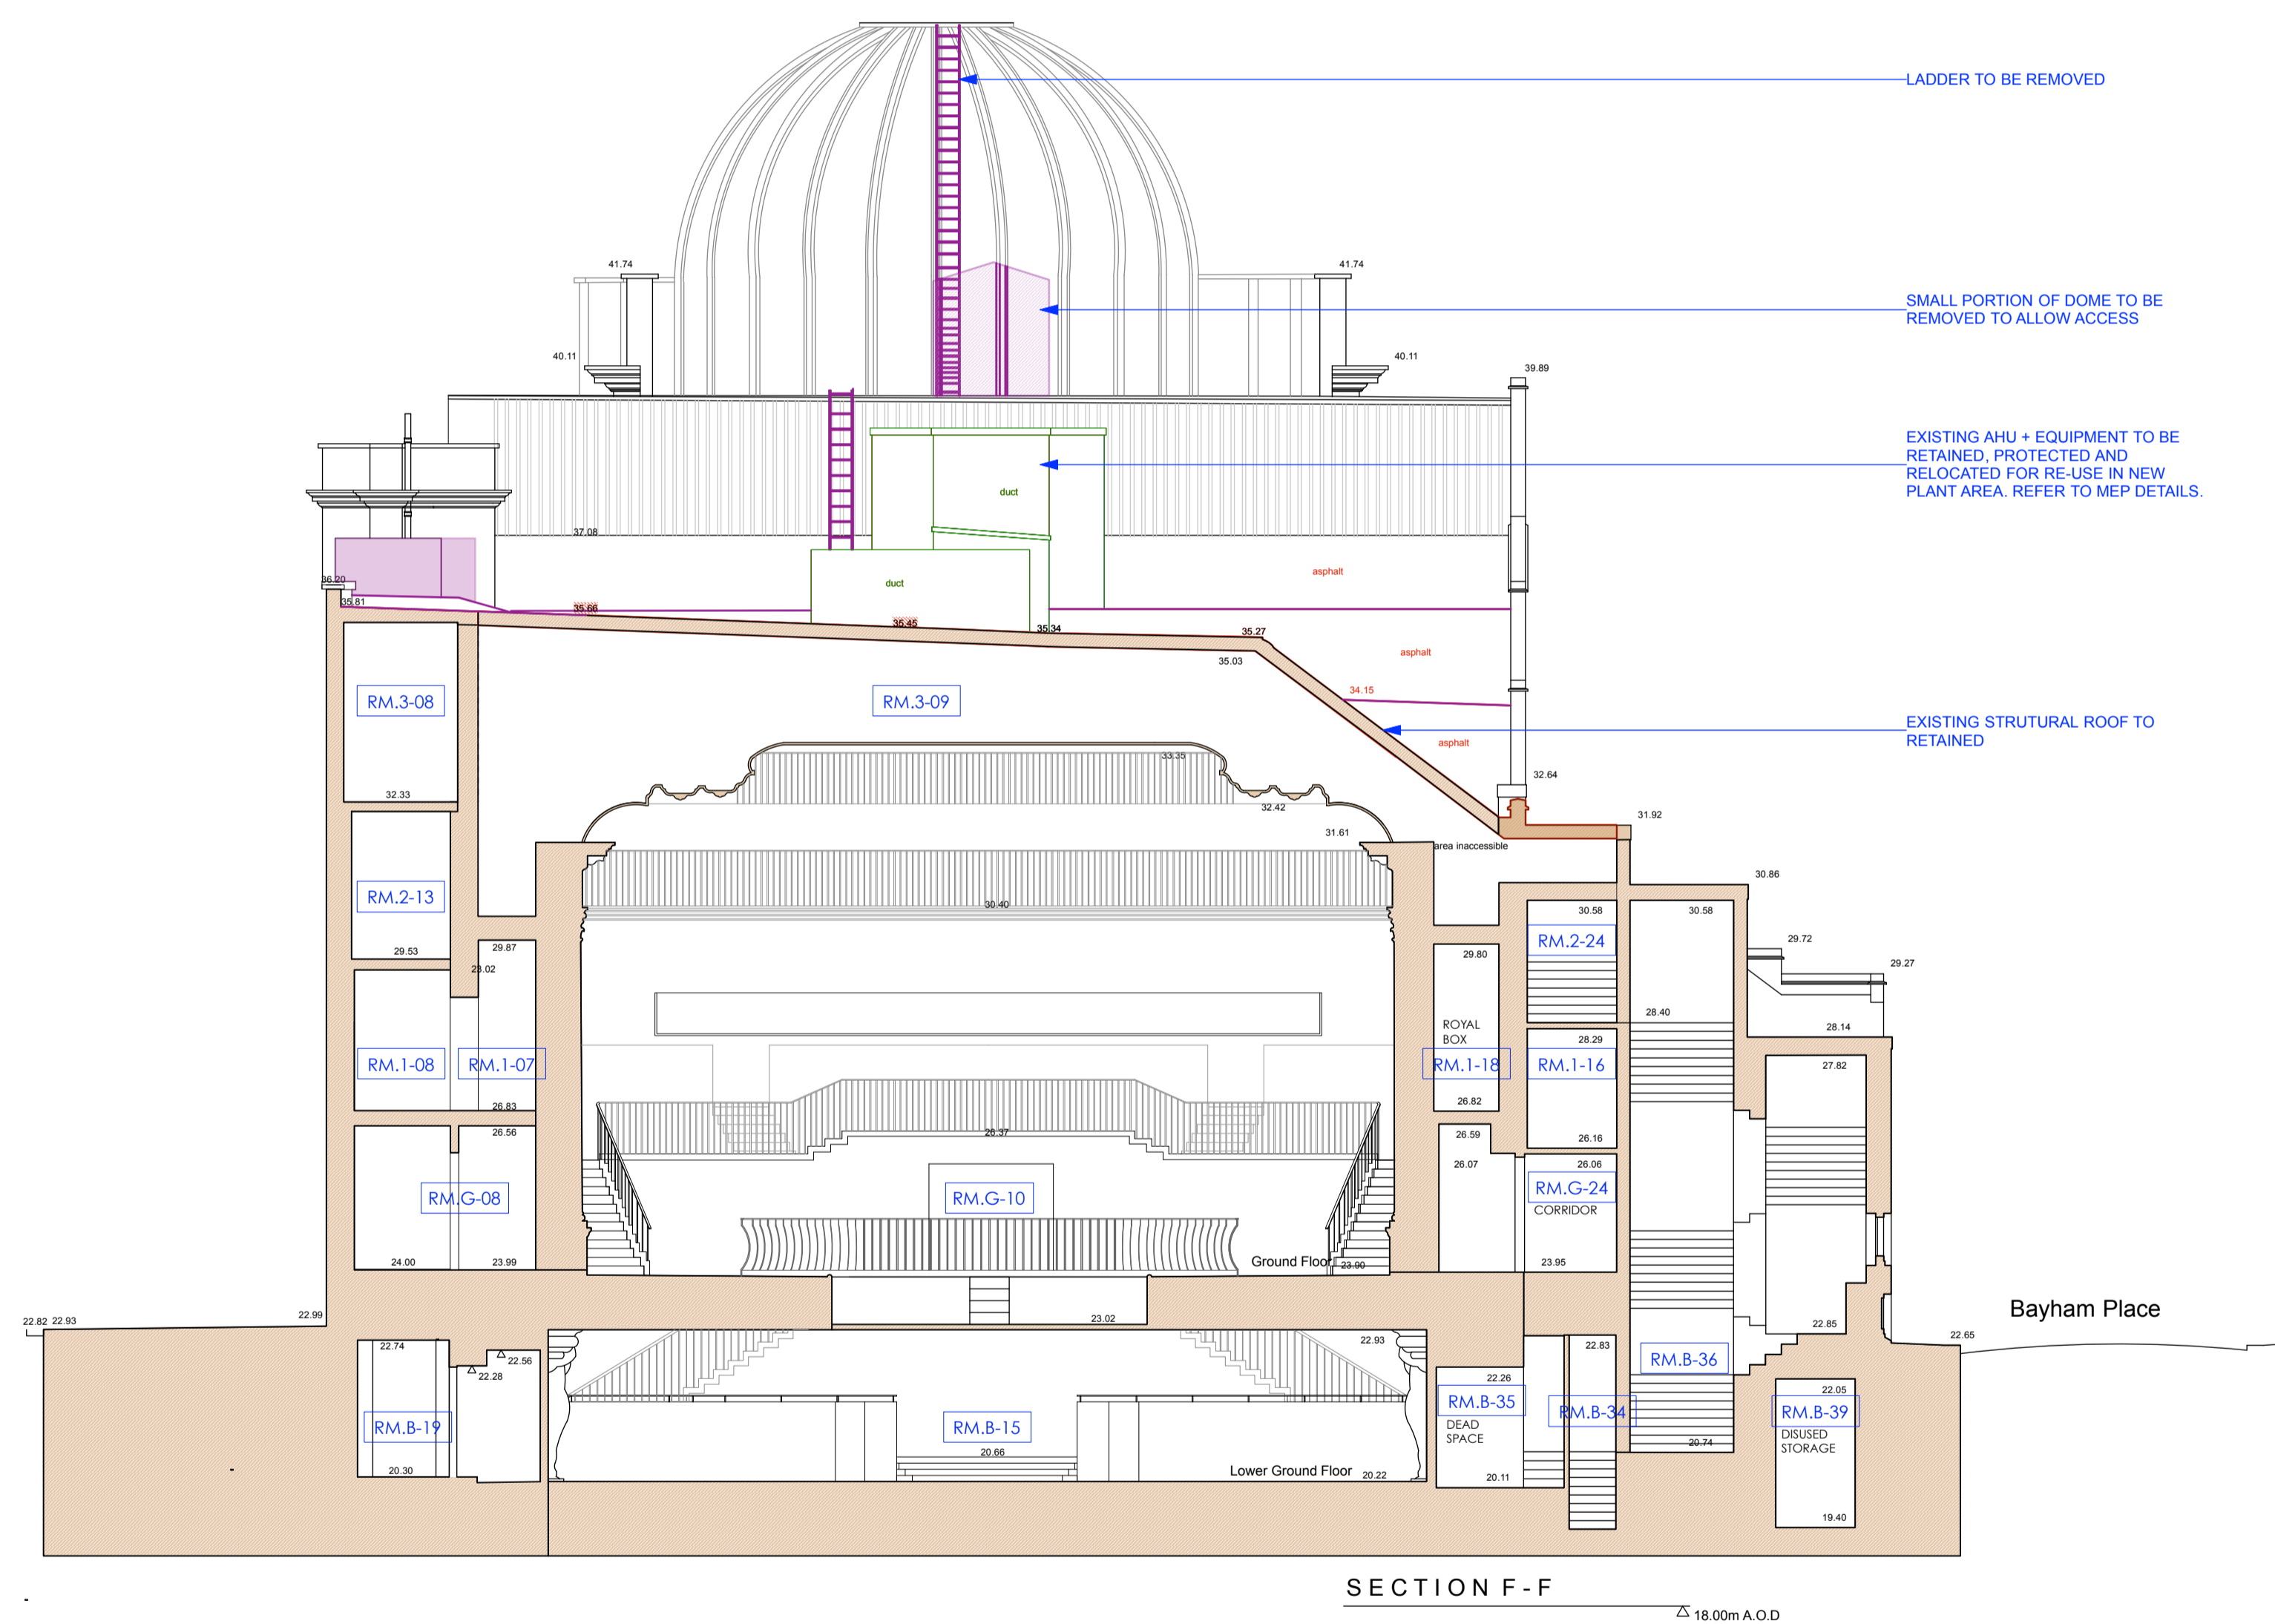 LADDER TO BE REMOVED
41.74
41.74
SMALL PORTION OF DOME TO BE
REMOVED TO ALLOW ACCESS
40.11
40.11
39.89
EXISTING AHU + EQUIPMENT TO BE
RETAINED, PROTECTED AND
RELOCATED FOR RE-USE IN NEW
PLANT AREA. REFER TO MEP DETAILS.
duct
37.08
asphalt
duct
36.20
35.81
35.66
35.45
35.34
35.27
asphalt
35.03
34.15
RM.3-08
RM.3-09
EXISTING STRUTURAL ROOF TO
RETAINED
asphalt
33.35
32.64
32.33
32.42
31.92
31.61
area inaccessible
30.86
RM.2-13
30.40
30.58
30.58
RM.2-24
29.72
29.53
29.87
29.80
29.27
23.02
28.40
ROYAL
BOX
28.14
28.29
RM.1-08
RM.1-07
RM.1-18
RM.1-16
27.82
26.83
26.82
26.56
26.37
26.59
26.16
26.07
26.06
RM.G-08
RM.G-10
RM.G-24
CORRIDOR
24.00
23.99
Ground Floor
23.90
23.95
22.99
22.82
22.93
23.02
Bayham Place
22.85
22.65
22.74
22.56
22.28
22.93
22.83
RM.B-36
22.26
22.05
RM.B-19
RM.B-15
RM.B-35
RM.B-34
RM.B-39
DEAD
SPACE
DISUSED
STORAGE
20.66
20.74
20.30
Lower Ground Floor
20.22
20.11
19.40
SECTION F-F
18.00m A.O.D